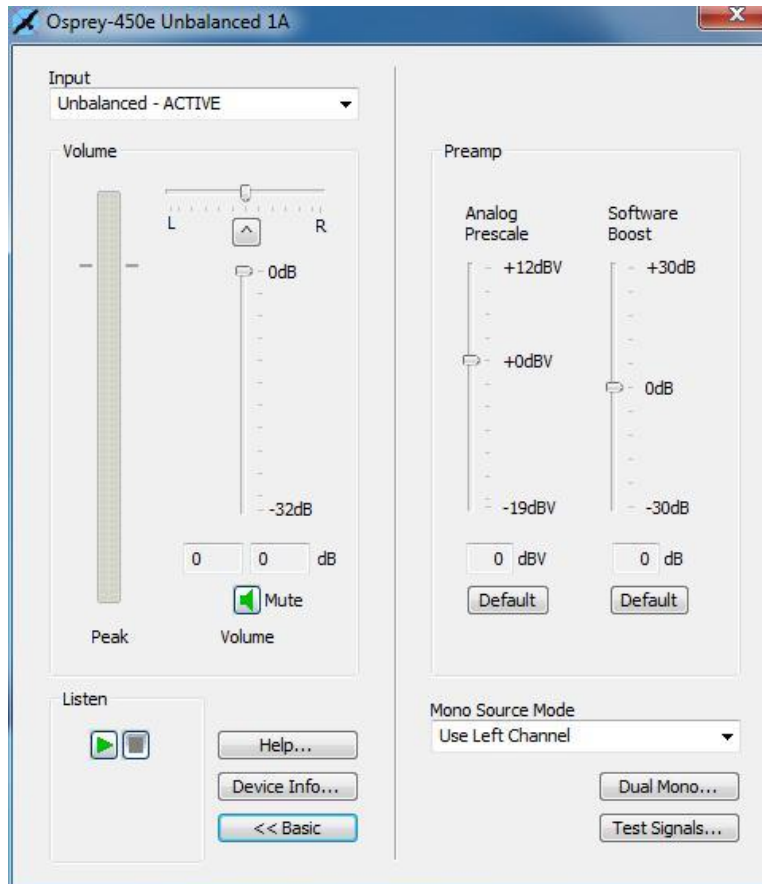 Osprey-450e Unbalanced 1A
X
Input
Unbalanced - ACTIVE
Volume
L
R
^
0dB
-32dB
0 0 dB
Mute
Peak
Volume
Preamp
Analog
Prescale
Software
Boost
+12dBV
+30dB
+0dBV
0dB
-19dBV
-30dB
0 dBV
0 dB
Default
Default
Listen
Help...
Device Info...
<< Basic
Mono Source Mode
Use Left Channel
Dual Mono...
Test Signals...